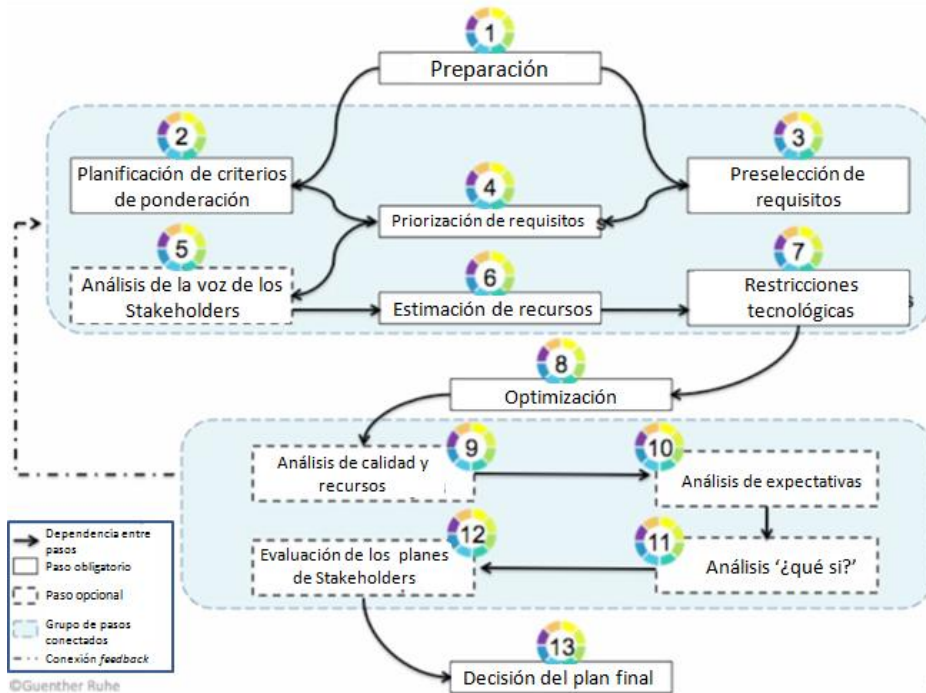 1
Preparación
2
Planificación de criterios
de ponderación
3
Preselección de
requisitos
4
Priorización de requisitos
s
5
Análisis de la voz de los
Stakeholders
6
Estimación de recursos
7
Restricciones
tecnológicas
s
8
Optimización
9
Análisis de calidad y
recursos
10
Análisis de expectativas
11
Análisis ‘¿qué si?’
12
Evaluación de los planes
de Stakeholders
13
Decisión del plan final
Dependencia entre
pasos
Paso obligatorio
Paso opcional
Grupo de pasos
conectados
Conexión feedback
©Guenther Ruhe